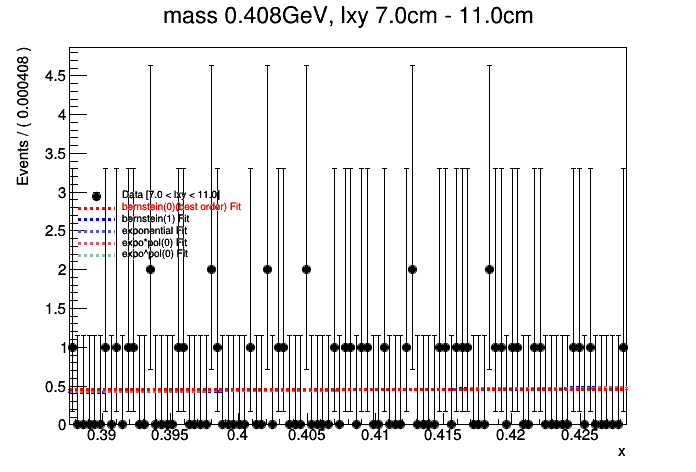 mass 0.408GeV, lxy 7.0cm - 11.0cm
Events / ( 0.000408 )
4.5
4
3.5
3
2.5
2
1.5
1
0.5
0
Data [7.0 < lxy < 11.0]
bernstein(0)(best order) Fit
bernstein(1) Fit
exponential Fit
expo*pol(0) Fit
expo^pol(0) Fit
0.39 0.395 0.4 0.405 0.41 0.415 0.42 0.425
x